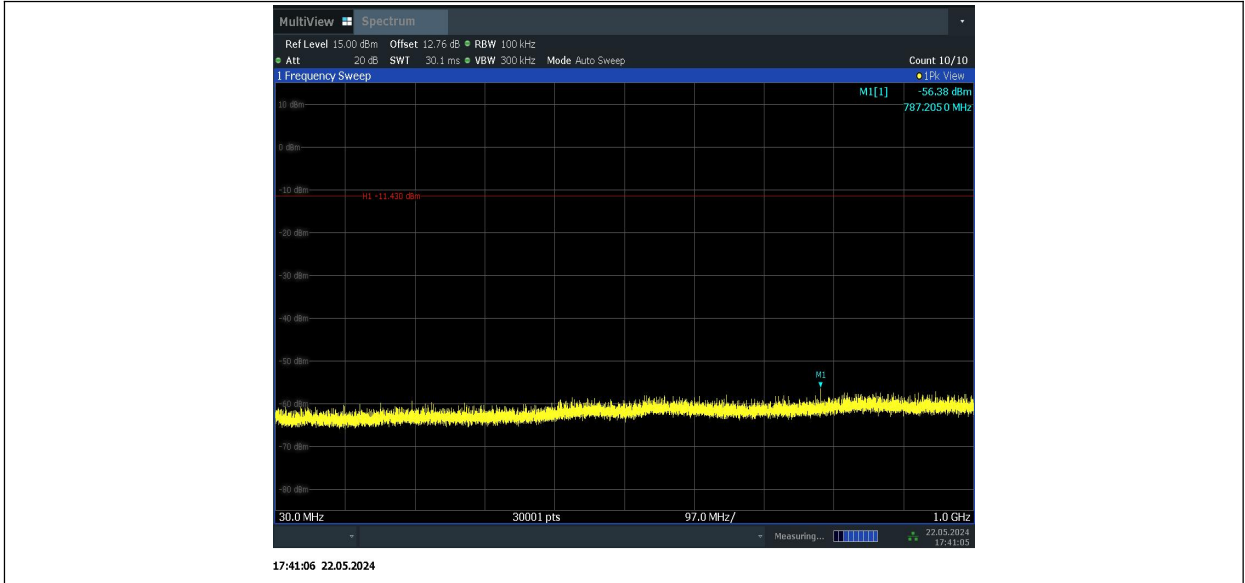 MultiView Spectrum
Ref Level 15.00 dBm Offset 12.76 dB RBW 100 kHz
Att 20 dB SWT 30.1 ms VBW 300 kHz Mode Auto Sweep Count 10/10
1 Frequency Sweep 1Pk View
M1[1] -56.38 dBm
787.2050 MHz
10 dBm
0 dBm
-10 dBm
H1 -11.430 dBm
-20 dBm
-30 dBm
-40 dBm
-50 dBm
M1
-60 dBm
-70 dBm
-80 dBm
30.0 MHz 30001 pts 97.0 MHz/ 1.0 GHz
Measuring... 22.05.2024
17:41:05
17:41:06 22.05.2024